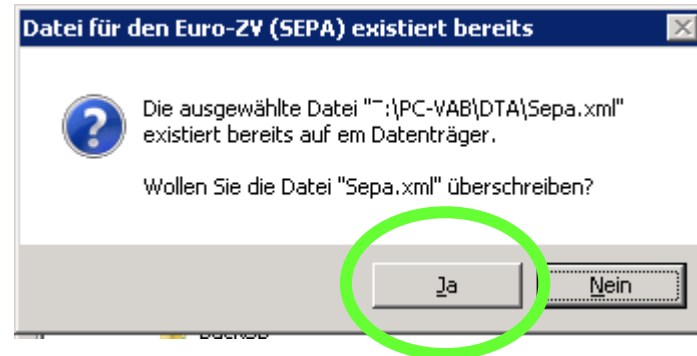 Datei für den Euro-ZV (SEPA) existiert bereits
Die ausgewählte Datei "¯:\PC-VAB\DTA\Sepa.xml"
existiert bereits auf em Datenträger.
Wollen Sie die Datei "Sepa.xml" überschreiben?
Ja
Nein